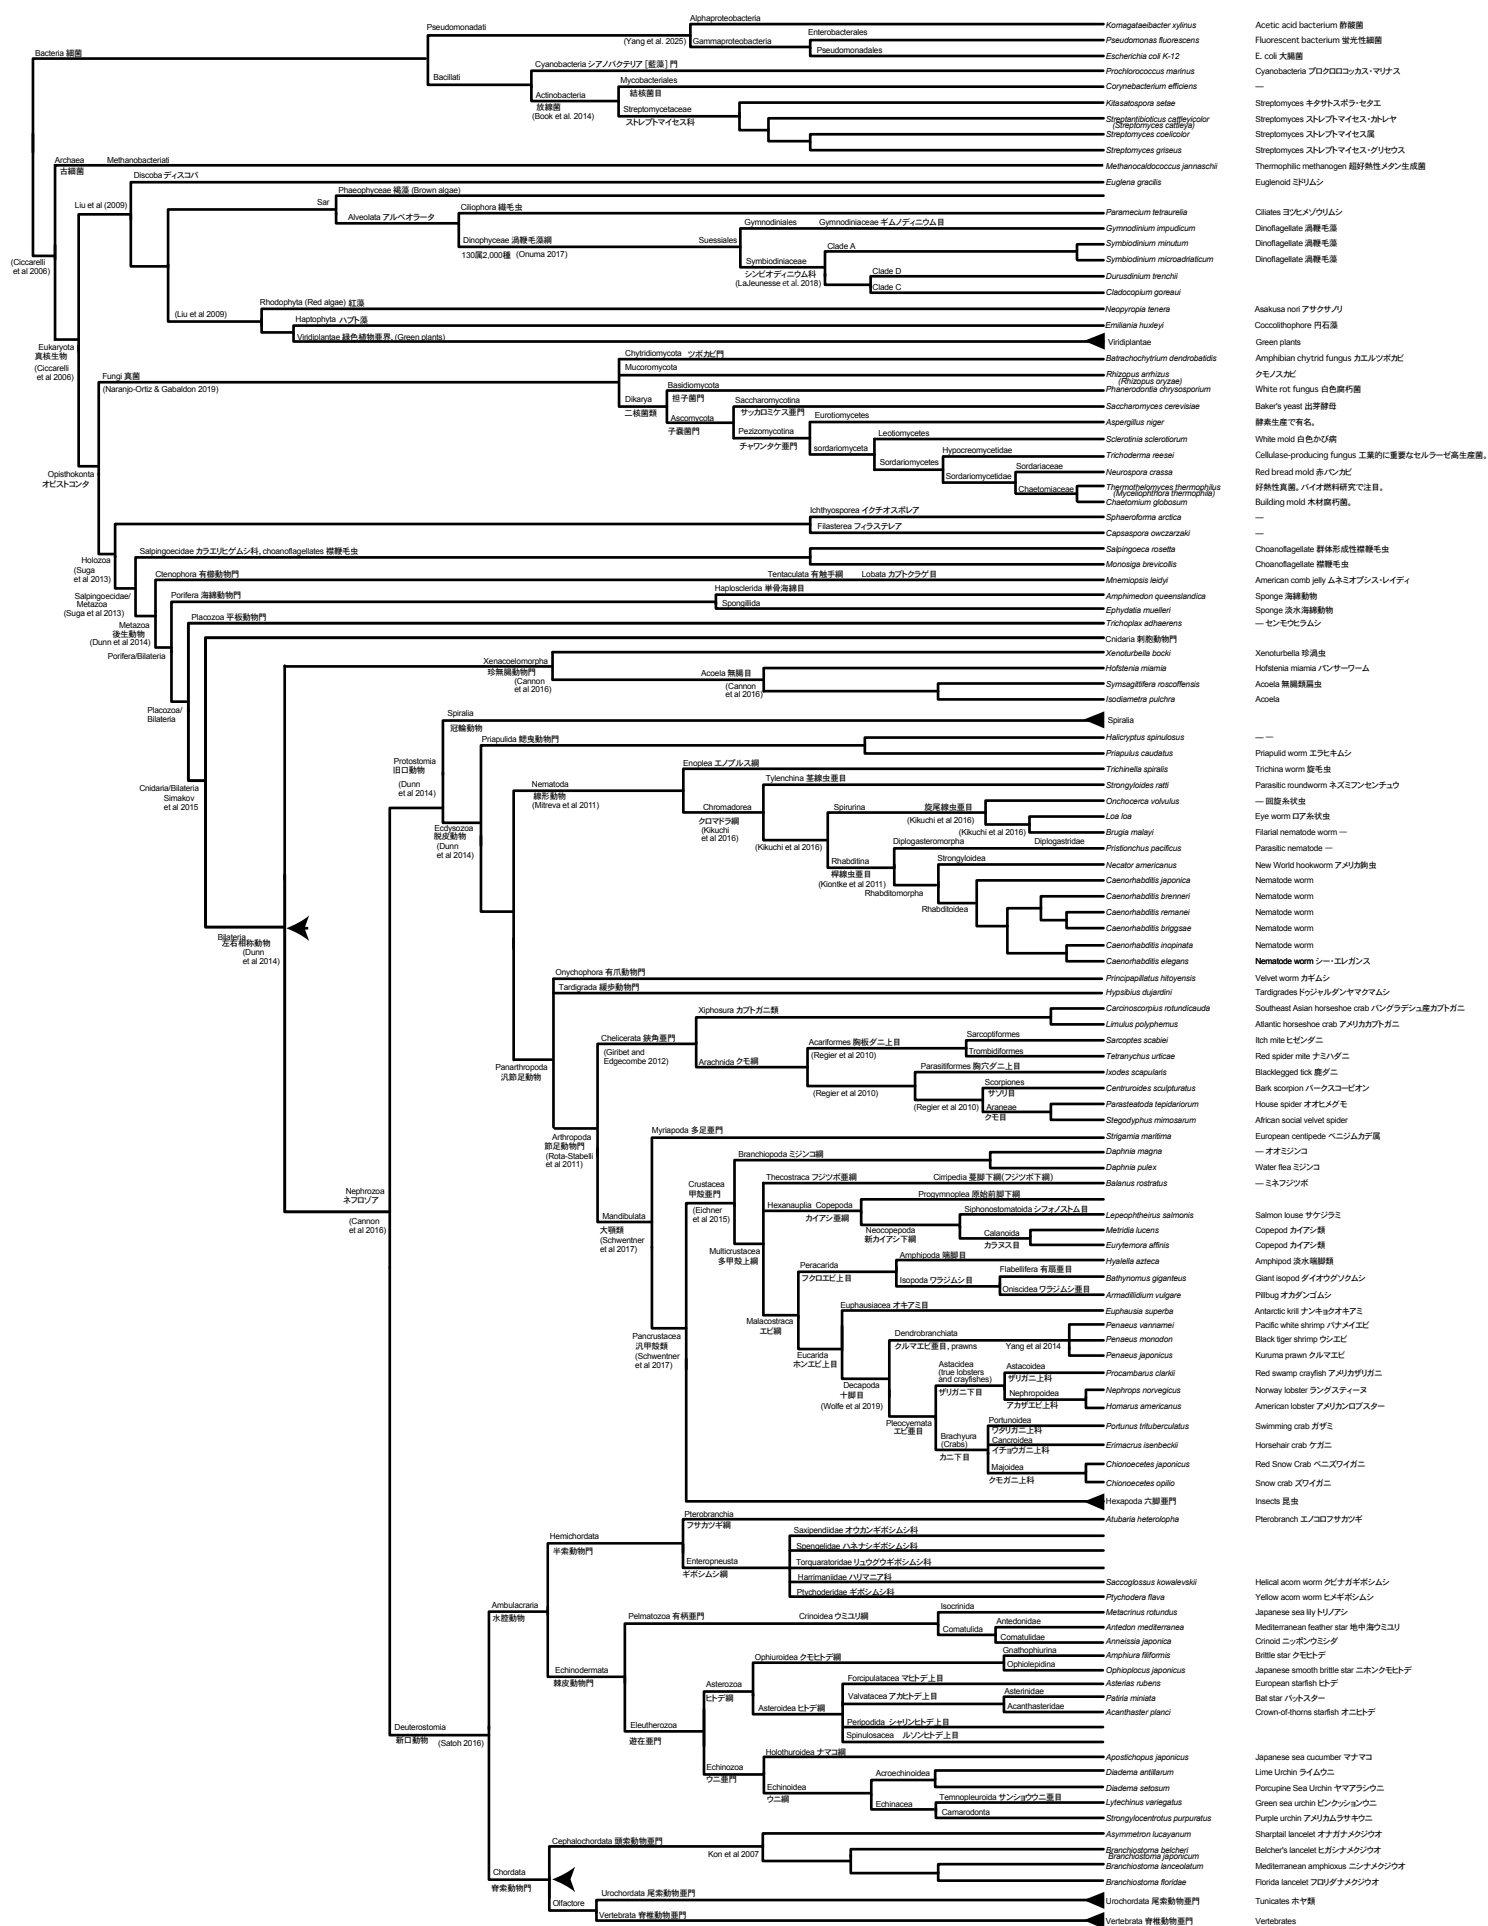 Alphaproteobacteria
Pseudomonadati
Komagataeibacter xylinus Acetic acid bacterium 酢酸菌
Enterobacterales
(Yang et al. 2025) Gammaproteobacteria
Pseudomonas fluorescens Fluorescent bacterium 蛍光性細菌
Pseudomonadales
Bacteria 細菌
Escherichia coli K-12 E. coli 大腸菌
Cyanobacteria シアノバクテリア [藍藻] 門
Prochlorococcus marinus Cyanobacteria プロクロロコッカス・マリナス
Bacillati
Mycobacteriales
結核菌目
Corynebacterium efficiens —
Actinobacteria
放線菌
(Book et al. 2014)
Streptomycetaceae
ストレプトマイセス科
Kitasatospora setae Streptomyces キタサトスポラ・セタエ
Streptantibioticus cattleyicolor Streptomyces ストレプトマイセス・カトレヤ
(Streptomyces cattleya)
Streptomyces coelicolor Streptomyces ストレプトマイセス属
Streptomyces griseus Streptomyces ストレプトマイセス・グリセウス
Archaea Methanobacteriati
古細菌
Methanocaldococcus jannaschii Thermophilic methanogen 超好熱性メタン生成菌
Discoba ディスコバ
Euglena gracilis Euglenoid ミドリムシ
Phaeophyceae 褐藻 (Brown algae)
Liu et al (2009)
Sar
Ciliophora 繊毛虫
Paramecium tetraurelia Ciliates ヨツヒメゾウリムシ
Alveolata アルベオラータ
Gymnodiniales Gymnodiniaceae ギムノディニウム目
Gymnodinium impudicum Dinoflagellate 渦鞭毛藻
Dinophyceae 渦鞭毛藻綱
130属2,000種 (Onuma 2017)
Suessiales
Clade A
Symbiodinium minutum Dinoflagellate 渦鞭毛藻
Symbiodinium microadriaticum Dinoflagellate 渦鞭毛藻
Symbiodiniaceae
シンビオディニウム科
(LaJeunesse et al. 2018)
Clade D
Durusdinium trenchii Dinoflagellate 渦鞭毛藻
Clade C
Cladocopium goreaui Dinoflagellate 渦鞭毛藻
(Ciccarelli
et al 2006)
Rhodophyta (Red algae) 紅藻
Neopyropia tenera Asakusa nori アサクサノリ
(Liu et al 2009)
Haptophyta ハプト藻
Emiliania huxleyi Coccolithophore 円石藻
Viridiplantae 緑色植物亜界, (Green plants)
Viridiplantae Green plants
Eukaryota
真核生物
(Ciccarelli
et al 2006)
Chytridiomycota ツボカビ門
Batrachochytrium dendrobatidis Amphibian chytrid fungus カエルツボカビ
Mucoromycota
Fungi 真菌
(Naranjo-Ortiz & Gabaldon 2019)
Rhizopus arrhizus クモノスカビ
(Rhizopus oryzae)
Basidiomycota
担子菌門
Phanerodontia chrysosporium White rot fungus 白色腐朽菌
Dikarya
二核菌類
Saccharomycotina
サッカロミケス亜門
Saccharomyces cerevisiae Baker's yeast 出芽酵母
Ascomycota
子嚢菌門
Eurotiomycetes
Aspergillus niger 酵素生産で有名。
Pezizomycotina
チャワンタケ亜門
Leotiomycetes
Sclerotinia sclerotiorum White mold 白色かび病
sordariomyceta
Hypocreomycetidae
Trichoderma reesei Cellulase-producing fungus 工業的に重要なセルラーゼ高生産菌。
Sordariomycetes
Sordariaceae
Neurospora crassa Red bread mold 赤パンカビ
Sordariomycetidae
Opisthokonta
オピストコンタ
Chaetomiaceae
Thermothelomyces thermophilus 好熱性真菌。バイオ燃料研究で注目。
(Myceliophthora thermophila)
Chaetomium globosum Building mold 木材腐朽菌。
Ichthyosporea イクチオスポレア
Sphaeroforma arctica —
Filasterea フィラステレア
Capsaspora owczarzaki —
Holozoa
(Suga
et al 2013)
Salpingoecidae カラエリヒゲムシ科, choanoflagellates 襟鞭毛虫
Salpingoeca rosetta Choanoflagellate 群体形成性襟鞭毛虫
Monosiga brevicollis Choanoflagellate 襟鞭毛虫
Ctenophora 有櫛動物門 Tentaculata 有触手綱 Lobata カブトクラゲ目
Mnemiopsis leidyi American comb jelly ムネミオプシス・レイディ
Salpingoecidae/
Metazoa
(Suga et al 2013)
Haplosclerida 単骨海綿目
Porifera 海綿動物門
Amphimedon queenslandica Sponge 海綿動物
Spongillida
Ephydatia muelleri Sponge 淡水海綿動物
Metazoa
後生動物
(Dunn et al 2014)
Placozoa 平板動物門
Trichoplax adhaerens — センモウヒラムシ
Cnidaria 刺胞動物門
Porifera/Bilateria
Xenacoelomorpha
珍無腸動物門
(Cannon
et al 2016)
Xenoturbella bocki Xenoturbella 珍渦虫
Acoela 無腸目
(Cannon
et al 2016)
Hofstenia miamia Hofstenia miamia パンサーワーム
Symsagittifera roscoffensis Acoela 無腸類扁虫
Isodiametra pulchra Acoela
Placozoa/
Bilateria
Spiralia
冠輪動物
Spiralia
Priapulida 鰓曳動物門
Halicryptus spinulosus — —
Priapulus caudatus Priapulid worm エラヒキムシ
Protostomia
旧口動物
(Dunn
et al 2014)
Enoplea エノプルス綱
Trichinella spiralis Trichina worm 旋毛虫
Cnidaria/Bilateria
Simakov
et al 2015
Nematoda
線形動物
(Mitreva et al 2011)
Tylenchina 茎線虫亜目
Strongyloides ratti Parasitic roundworm ネズミフンセンチュウ
Chromadorea
クロマドラ綱
(Kikuchi
et al 2016)
Spirurina 旋尾線虫亜目
(Kikuchi et al 2016)
Onchocerca volvulus — 回旋糸状虫
Loa loa Eye worm ロア糸状虫
(Kikuchi et al 2016)
Brugia malayi Filarial nematode worm —
Ecdysozoa
脱皮動物
(Dunn
et al 2014)
(Kikuchi et al 2016)
Diplogasteromorpha Diplogastridae
Pristionchus pacificus Parasitic nematode —
Rhabditina
桿線虫亜目
(Kiontke et al 2011)
Strongyloidea
Necator americanus New World hookworm アメリカ鉤虫
Rhabditomorpha
Caenorhabditis japonica Nematode worm
Caenorhabditis brenneri Nematode worm
Rhabditoidea
Caenorhabditis remanei Nematode worm
Caenorhabditis briggsae Nematode worm
Bilateria
左右相称動物
(Dunn
et al 2014)
Caenorhabditis inopinata Nematode worm
Caenorhabditis elegans Nematode worm シー・エレガンス
Onychophora 有爪動物門
Principapillatus hitoyensis Velvet worm カギムシ
Tardigrada 緩歩動物門
Hypsibius dujardini Tardigrades ドゥジャルダンヤマクマムシ
Xiphosura カブトガニ類
Carcinoscorpius rotundicauda Southeast Asian horseshoe crab バングラデシュ産カブトガニ
Limulus polyphemus Atlantic horseshoe crab アメリカカブトガニ
Chelicerata 鋏角亜門
(Giribet and
Edgecombe 2012)
Acariformes 胸板ダニ上目
(Regier et al 2010)
Sarcoptiformes
Sarcoptes scabiei Itch mite ヒゼンダニ
Trombidiformes
Tetranychus urticae Red spider mite ナミハダニ
Arachnida クモ綱
Panarthropoda
汎節足動物
Parasitiformes 胸穴ダニ上目
Ixodes scapularis Blacklegged tick 鹿ダニ
(Regier et al 2010)
Scorpiones
サソリ目
Centruroides sculpturatus Bark scorpion バークスコーピオン
(Regier et al 2010)
Araneae
クモ目
Parasteatoda tepidariorum House spider オオヒメグモ
Stegodyphus mimosarum African social velvet spider
Arthropoda
節足動物門
(Rota-Stabelli
et al 2011)
Myriapoda 多足亜門
Strigamia maritima European centipede ベニジムカデ属
Branchiopoda ミジンコ綱
Daphnia magna — オオミジンコ
Daphnia pulex Water flea ミジンコ
Crustacea
甲殻亜門
(Eichner
et al 2015)
Thecostraca フジツボ亜綱 Cirripedia 蔓脚下綱(フジツボ下綱)
Balanus rostratus — ミネフジツボ
Nephrozoa
ネフロゾア
(Cannon
et al 2016)
Progymnoplea 原始前脚下綱
Hexanauplia Copepoda
カイアシ亜綱
Siphonostomatoida シフォノストム目
Lepeophtheirus salmonis Salmon louse サケジラミ
Mandibulata
大顎類
(Schwentner
et al 2017)
Neocopepoda
新カイアシ下綱
Calanoida
カラヌス目
Metridia lucens Copepod カイアシ類
Eurytemora affinis Copepod カイアシ類
Multicrustacea
多甲殻上綱
Amphipoda 端脚目
Hyalella azteca Amphipod 淡水端脚類
Peracarida
フクロエビ上目
Flabellifera 有扇亜目
Bathynomus giganteus Giant isopod ダイオウグソクムシ
Isopoda ワラジムシ目
Oniscidea ワラジムシ亜目
Armadillidium vulgare Pillbug オカダンゴムシ
Euphausiacea オキアミ目
Euphausia superba Antarctic krill ナンキョクオキアミ
Malacostraca
エビ綱
Penaeus vannamei Pacific white shrimp バナメイエビ
Pancrustacea
汎甲殻類
(Schwentner
et al 2017)
Dendrobranchiata
クルマエビ亜目, prawns Yang et al 2014
Penaeus monodon Black tiger shrimp ウシエビ
Penaeus japonicus Kuruma prawn クルマエビ
Eucarida
ホンエビ上目
Astacidea
(true lobsters
and crayfishes)
ザリガニ下目
Astacoidea
ザリガニ上科
Procambarus clarkii Red swamp crayfish アメリカザリガニ
Decapoda
十脚目
(Wolfe et al 2019)
Nephropoidea
アカザエビ上科
Nephrops norvegicus Norway lobster ラングスティーヌ
Homarus americanus American lobster アメリカンロブスター
Pleocyemata
エビ亜目
Portunoidea
ワタリガニ上科
Portunus trituberculatus Swimming crab ガザミ
Brachyura
(Crabs)
カニ下目
Cancroidea
イチョウガニ上科
Erimacrus isenbeckii Horsehair crab ケガニ
Majoidea
クモガニ上科
Chionoecetes japonicus Red Snow Crab ベニズワイガニ
Chionoecetes opilio Snow crab ズワイガニ
Hexapoda 六脚亜門 Insects 昆虫
Pterobranchia
フサカツギ綱
Atubaria heterolopha Pterobranch エノコロフサカツギ
Hemichordata
半索動物門
Saxipendiidae オウカンギボシムシ科
Spengelidae ハネナシギボシムシ科
Enteropneusta
ギボシムシ綱
Torquaratoridae リュウグウギボシムシ科
Harrimaniidae ハリマニア科
Saccoglossus kowalevskii Helical acorn worm クビナガギボシムシ
Ptychoderidae ギボシムシ科
Ptychodera flava Yellow acorn worm ヒメギボシムシ
Ambulacraria
水腔動物
Isocrinida
Metacrinus rotundus Japanese sea lily トリノアシ
Pelmatozoa 有柄亜門 Crinoidea ウミユリ綱
Antedonidae
Antedon mediterranea Mediterranean feather star 地中海ウミユリ
Comatulida
Comatulidae
Anneissia japonica Crinoid ニッポンウミシダ
Gnathophiurina
Amphiura filiformis Brittle star クモヒトデ
Ophiuroidea クモヒトデ綱
Ophiolepidina
Ophioplocus japonicus Japanese smooth brittle star ニホンクモヒトデ
Echinodermata
棘皮動物門
Asterozoa
ヒトデ綱
Forcipulatacea マヒトデ上目
Asterias rubens European starfish ヒトデ
Valvatacea アカヒトデ上目
Asterinidae
Patiria miniata Bat star バットスター
Asteroidea ヒトデ綱
Acanthasteridae
Acanthaster planci Crown-of-thorns starfish オニヒトデ
Eleutherozoa
遊在亜門
Peripodida シャリンヒトデ上目
Spinulosacea ルソンヒトデ上目
Deuterostomia
新口動物 (Satoh 2016)
Holothuroidea ナマコ綱
Apostichopus japonicus Japanese sea cucumber マナマコ
Echinozoa
ウニ亜門
Acroechinoidea
Diadema antillarum Lime Urchin ライムウニ
Echinoidea
ウニ綱
Diadema setosum Porcupine Sea Urchin ヤマアラシウニ
Echinacea
Temnopleuroida サンショウウニ亜目
Lytechinus variegatus Green sea urchin ピンクッションウニ
Camarodonta
Strongylocentrotus purpuratus Purple urchin アメリカムラサキウニ
Cephalochordata 頭索動物亜門
Kon et al 2007
Asymmetron lucayanum Sharptail lancelet オナガナメクジウオ
Branchiostoma belcheri Belcher's lancelet ヒガシナメクジウオ
Branchiostoma japonicum
Branchiostoma lanceolatum Mediterranean amphioxus ニシナメクジウオ
Branchiostoma floridae Florida lancelet フロリダナメクジウオ
Chordata
脊索動物門
Olfactore
Urochordata 尾索動物亜門
Urochordata 尾索動物亜門 Tunicates ホヤ類
Vertebrata 脊椎動物亜門
Vertebrata 脊椎動物亜門 Vertebrates